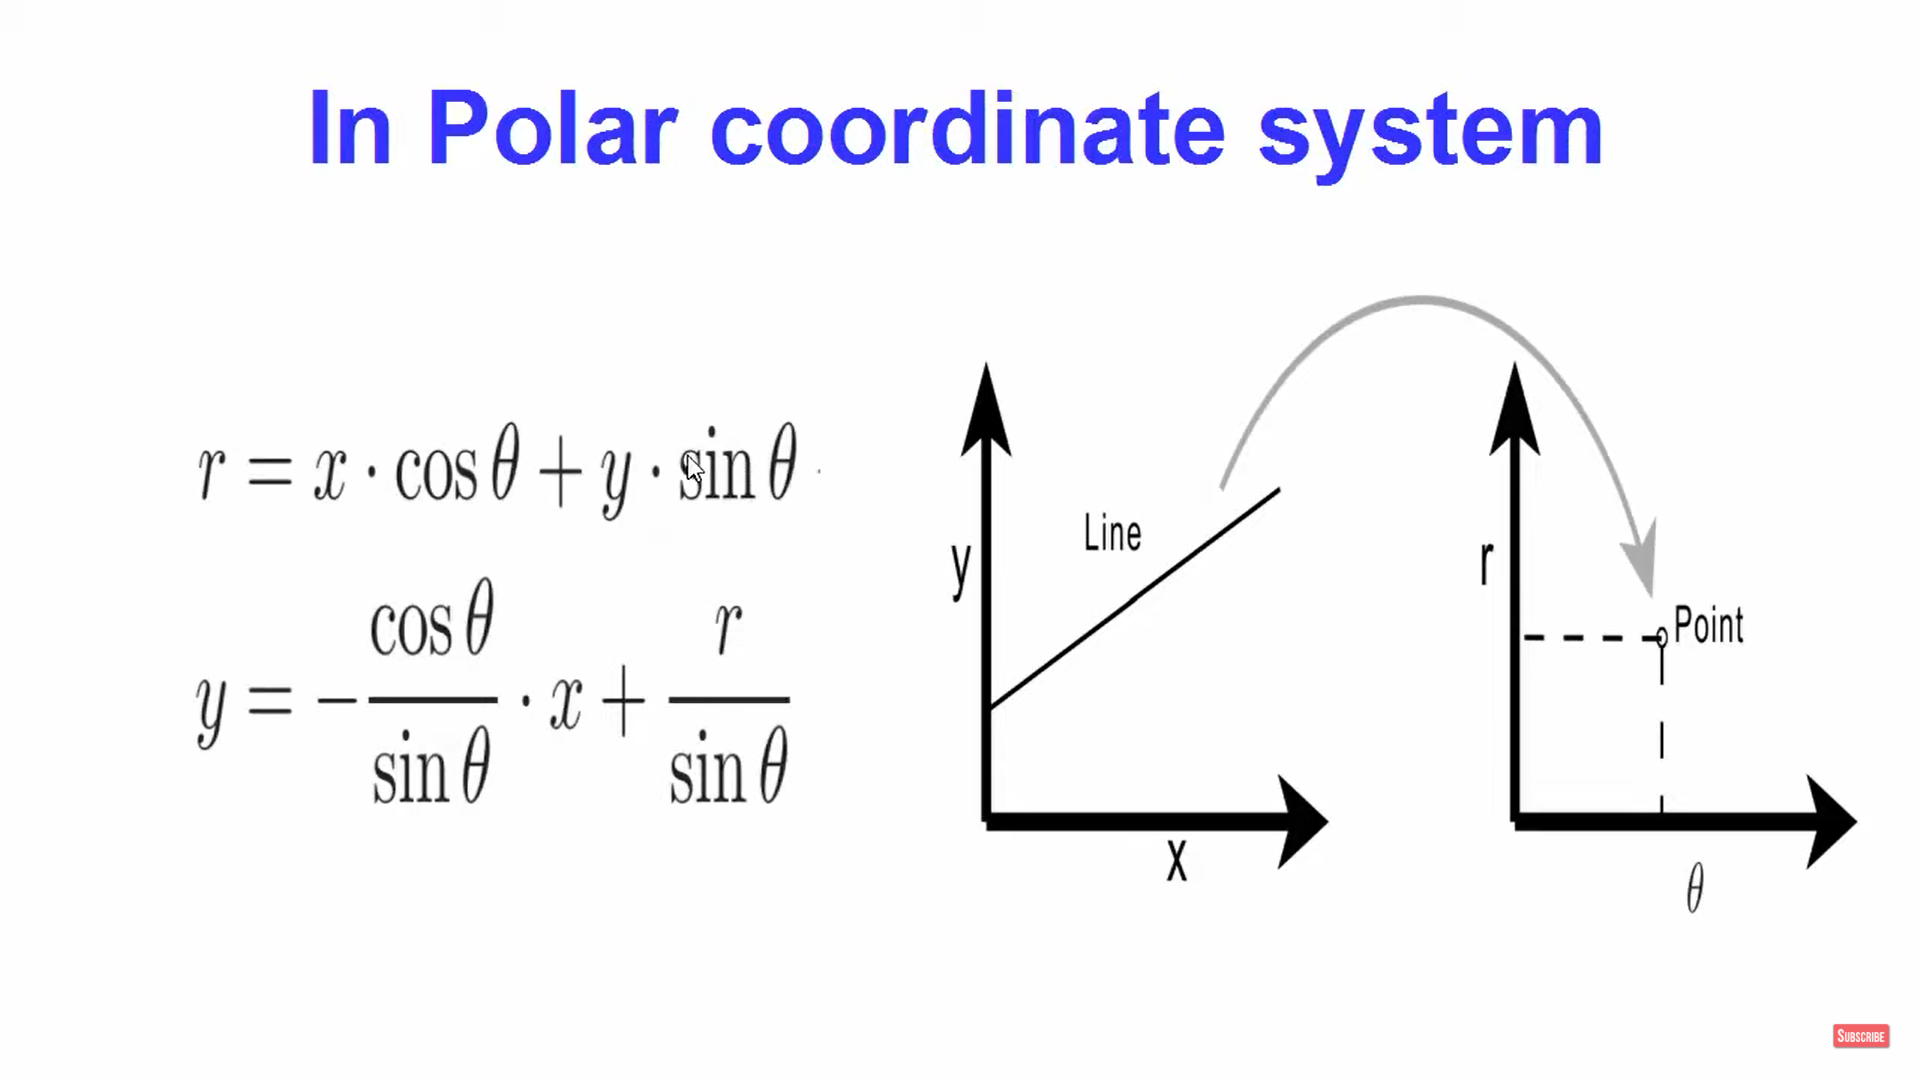 In Polar coordinate system
r = x · cos θ + y · sin θ
y = − cos θ / sin θ · x + r / sin θ
Line
y
x
r
Point
θ
SUBSCRIBE